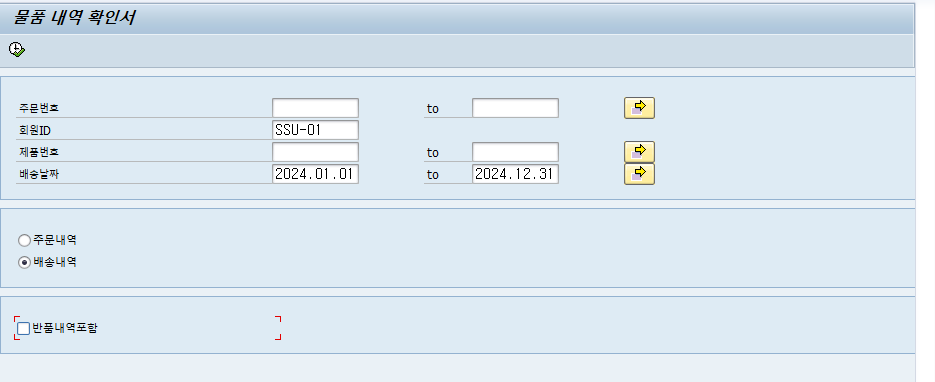 물품 내역 확인서
주문번호 to
회원ID SSU-01
제품번호 to
배송날짜 2024.01.01 to 2024.12.31
주문내역
배송내역
반품내역포함